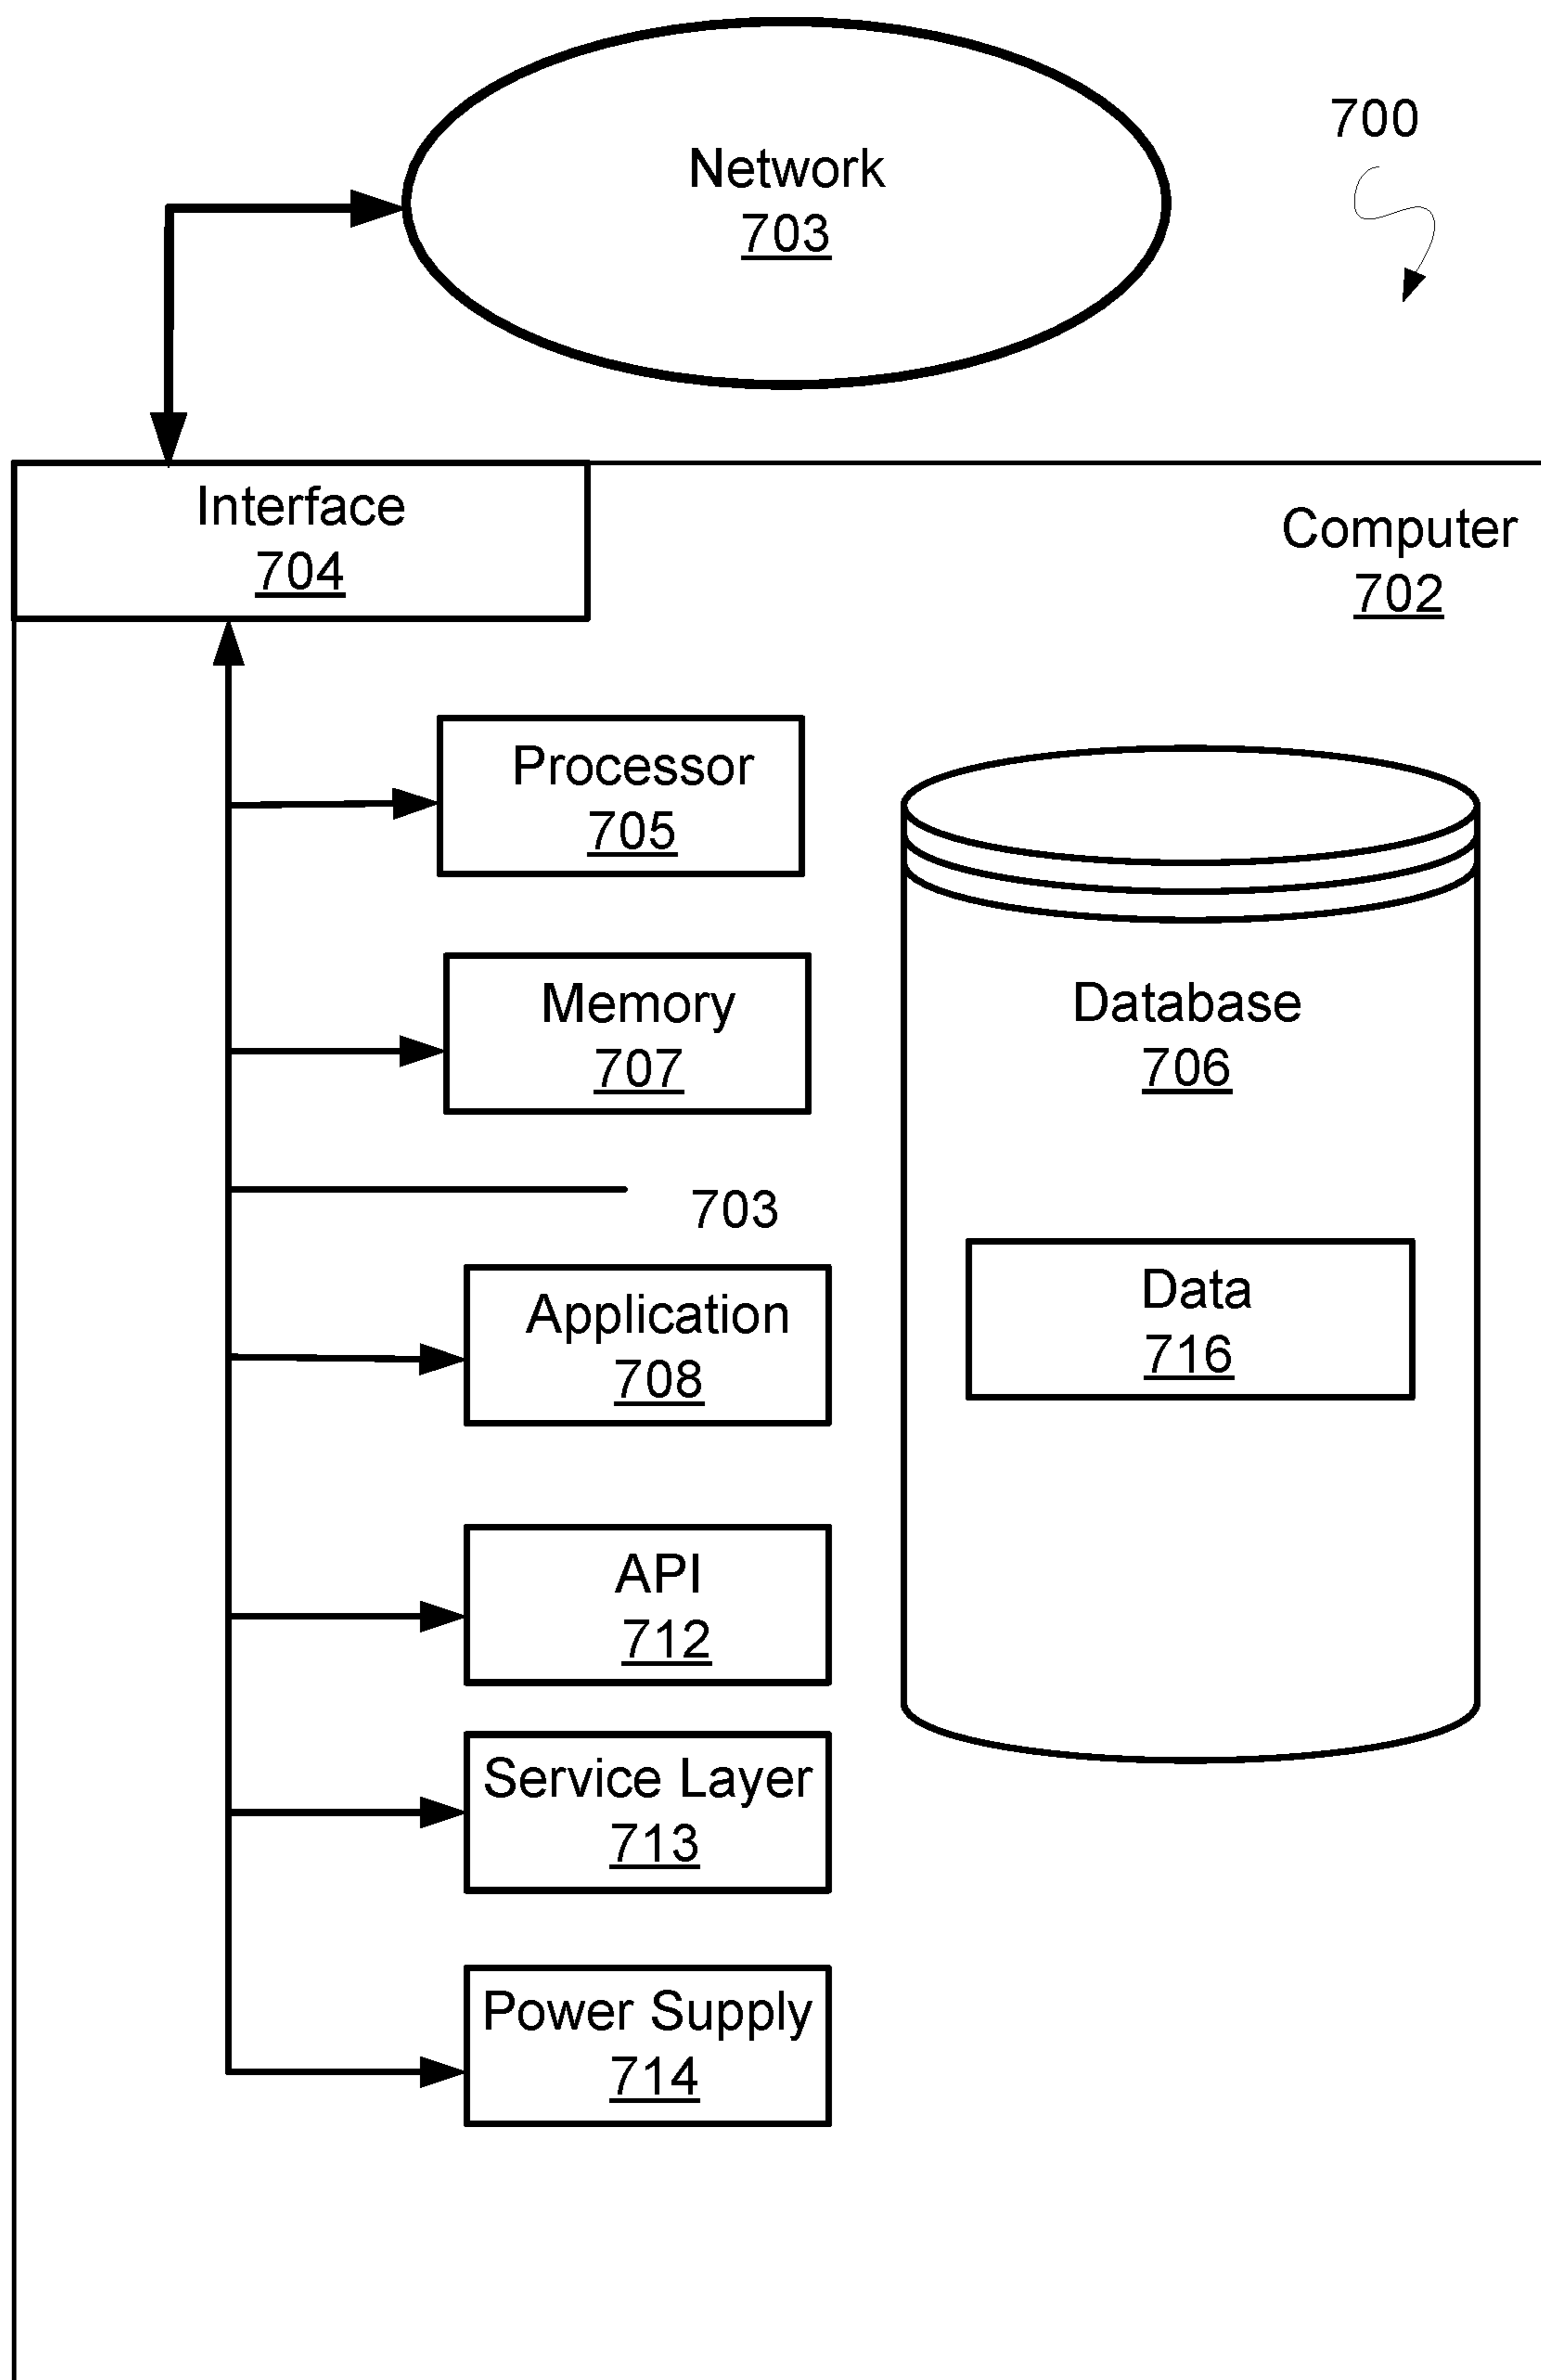 Network
703
700
Interface
704
Computer
702
Processor
705
Memory
707
Database
706
703
Data
716
Application
708
API
712
Service Layer
713
Power Supply
714